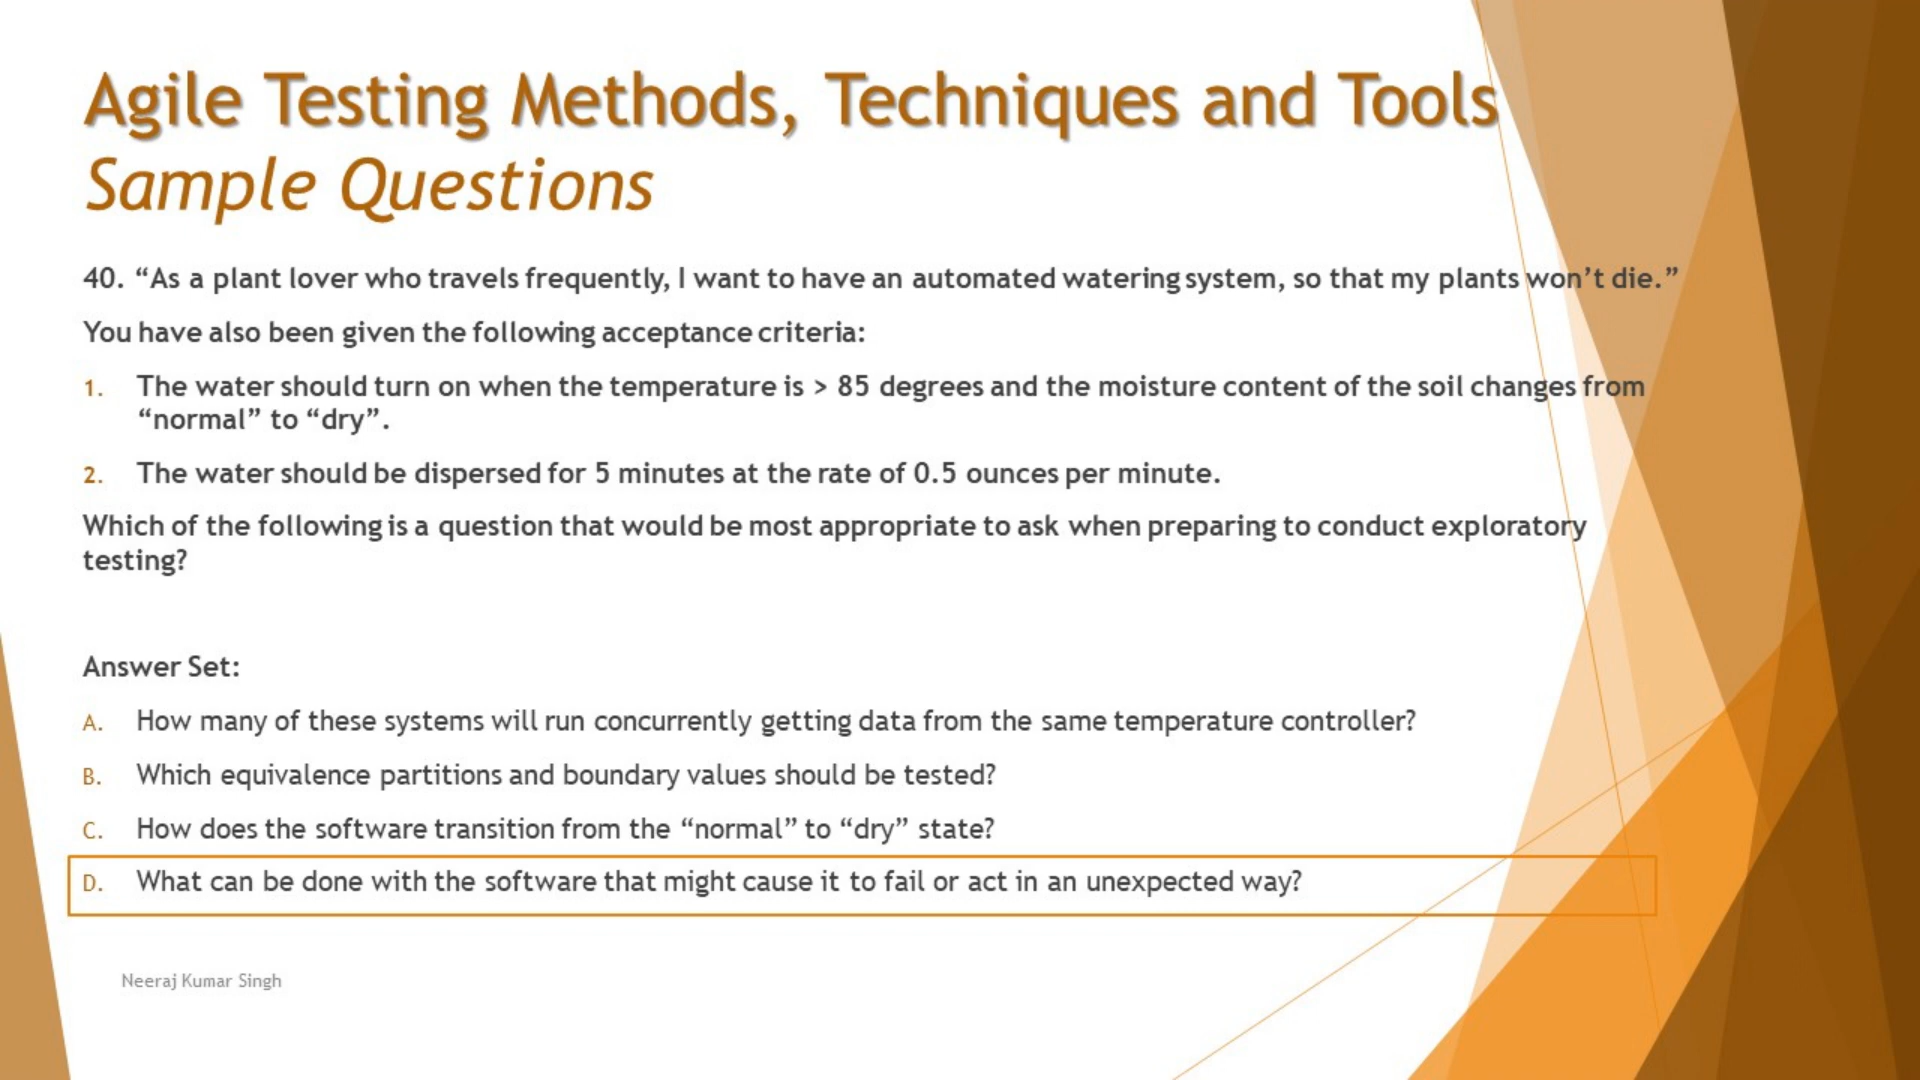 Agile Testing Methods, Techniques and Tools
Sample Questions
40. “As a plant lover who travels frequently, I want to have an automated watering system, so that my plants won’t die.”
You have also been given the following acceptance criteria:
1. The water should turn on when the temperature is > 85 degrees and the moisture content of the soil changes from
“normal” to “dry”.
2. The water should be dispersed for 5 minutes at the rate of 0.5 ounces per minute.
Which of the following is a question that would be most appropriate to ask when preparing to conduct exploratory
testing?
Answer Set:
A. How many of these systems will run concurrently getting data from the same temperature controller?
B. Which equivalence partitions and boundary values should be tested?
C. How does the software transition from the “normal” to “dry” state?
D. What can be done with the software that might cause it to fail or act in an unexpected way?
Neeraj Kumar Singh